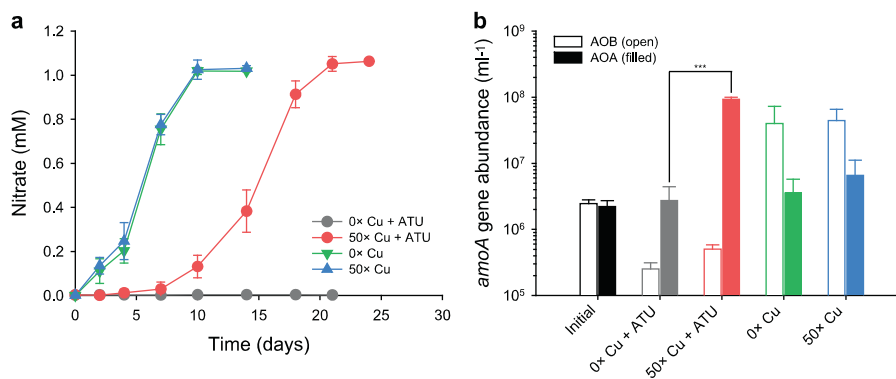 a
Nitrate (mM)
1.2
1.0
0.8
0.6
0.4
0.2
0.0
0× Cu + ATU
50× Cu + ATU
0× Cu
50× Cu
0 5 10 15 20 25 30
Time (days)
b
amoA gene abundance (ml-1)
10⁹
10⁸
10⁷
10⁶
10⁵
AOB (open)
AOA (filled)
***
Initial
0× Cu + ATU
50× Cu + ATU
0× Cu
50× Cu